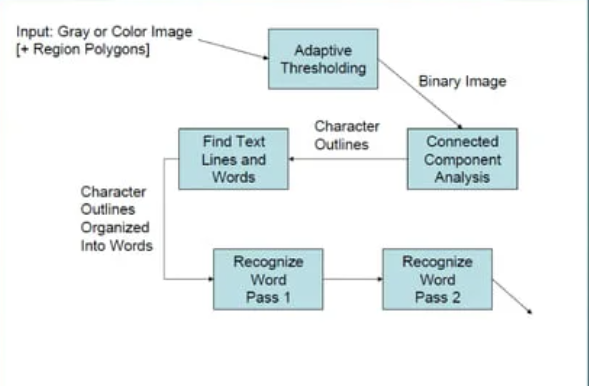 Input: Gray or Color Image
[+ Region Polygons]
Adaptive
Thresholding
Binary Image
Character
Outlines
Connected
Component
Analysis
Find Text
Lines and
Words
Character
Outlines
Organized
Into Words
Recognize
Word
Pass 1
Recognize
Word
Pass 2